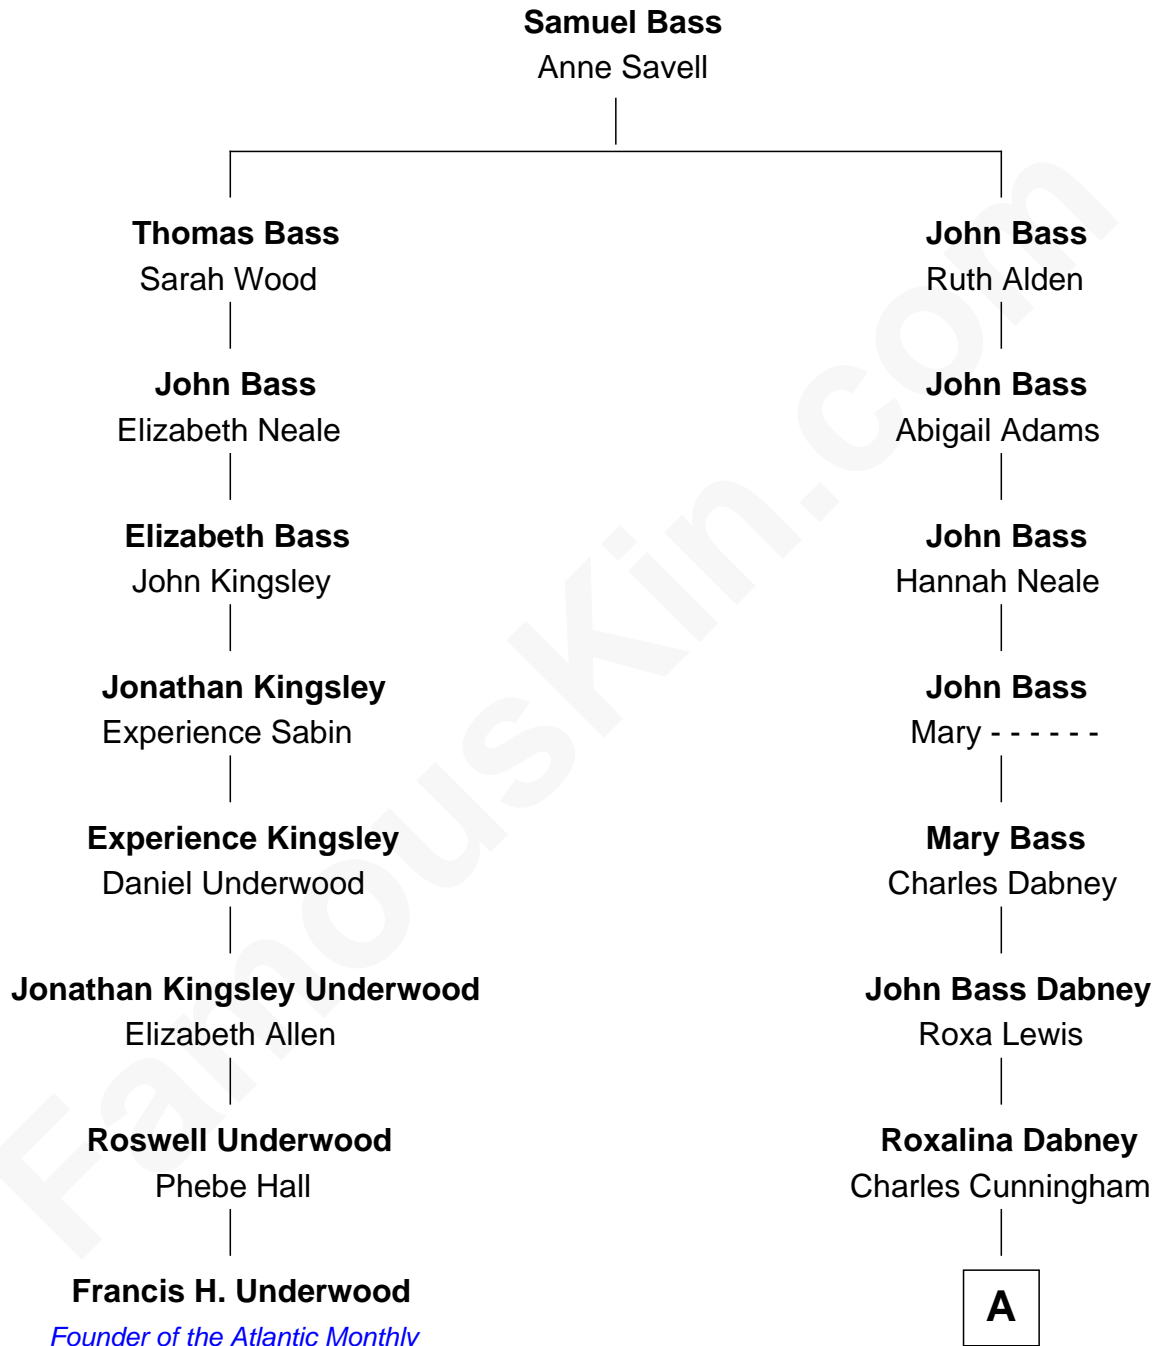 Samuel Bass
Anne Savell
Thomas Bass
Sarah Wood
John Bass
Ruth Alden
John Bass
Elizabeth Neale
John Bass
Abigail Adams
Elizabeth Bass
John Kingsley
John Bass
Hannah Neale
Jonathan Kingsley
Experience Sabin
John Bass
Mary - - - - - -
Experience Kingsley
Daniel Underwood
Mary Bass
Charles Dabney
Jonathan Kingsley Underwood
Elizabeth Allen
John Bass Dabney
Roxa Lewis
Roswell Underwood
Phebe Hall
Roxalina Dabney
Charles Cunningham
Francis H. Underwood
Founder of the Atlantic Monthly
A
FamousKin.com